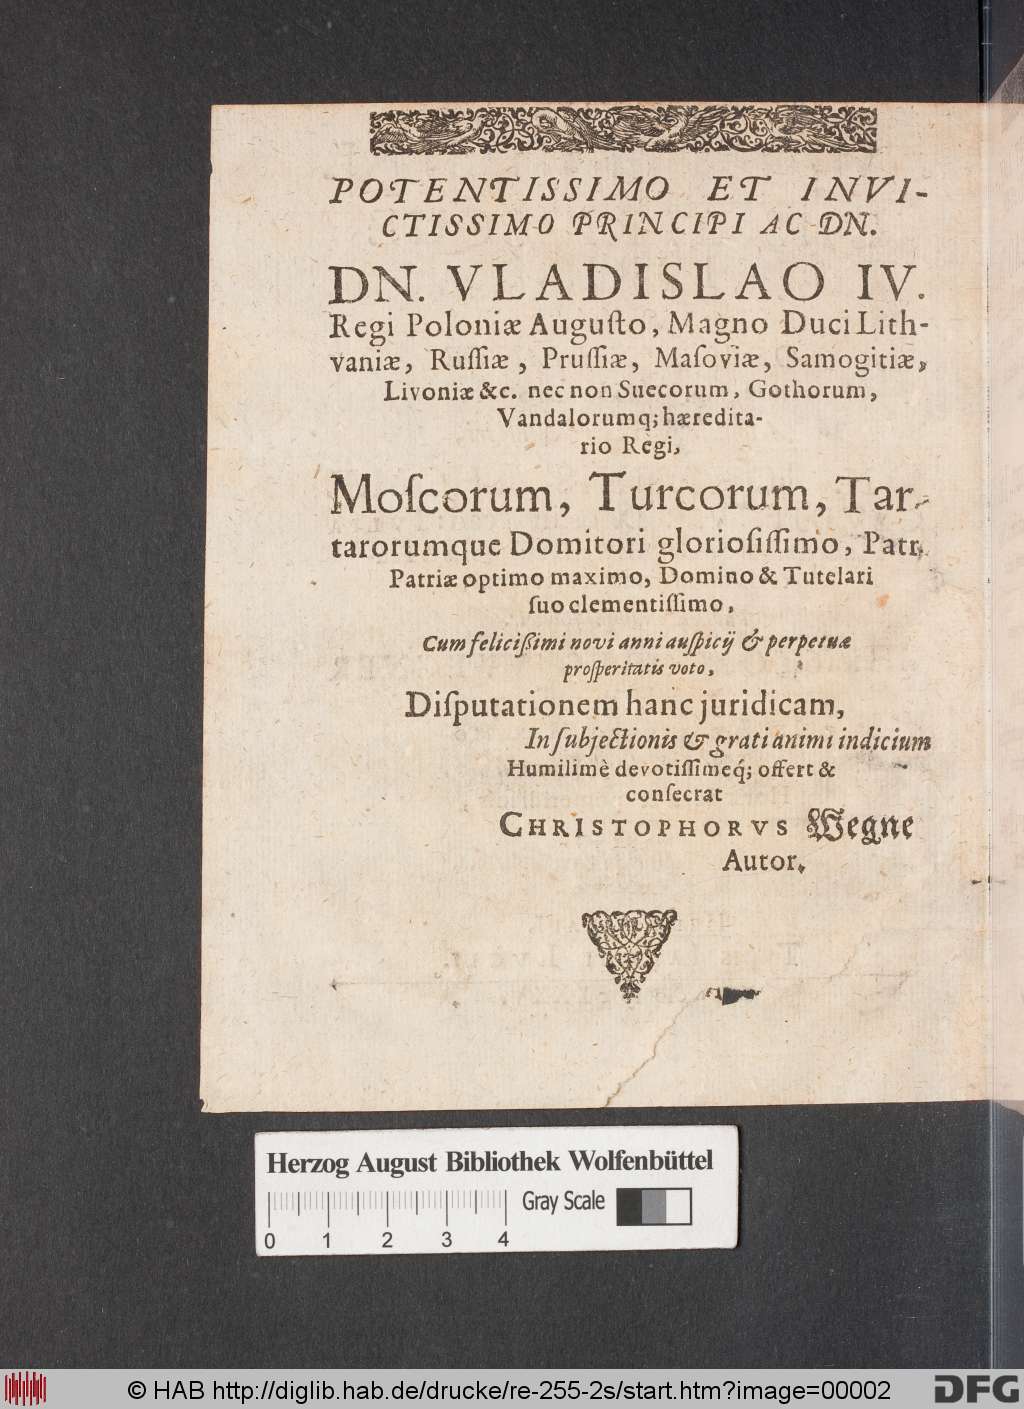 POTENTISSIMO ET INVI-
CTISSIMO PRINCIPI AC DN.
DN. VLADISLAO IV.
Regi Poloniæ Auguſto, Magno Duci Lith-
vaniæ, Ruſſiæ, Pruſſiæ, Maſoviæ, Samogitiæ,
Livoniæ &c. nec non Suecorum, Gothorum,
Vandalorumq; hæredita-
rio Regi,
Moſcorum, Turcorum, Tar-
tarorumque Domitori glorioſiſſimo, Patr.
Patriæ optimo maximo, Domino & Tutelari
ſuo clementiſſimo,
Cum felicißimi novi anni auſpicij & perpetuæ
proſperitatis voto,
Diſputationem hanc juridicam,
In ſubjectionis & grati animi indicium
Humilimè devotiſſimeq́; offert &
conſecrat
CHRISTOPHORVS Wegne
Autor.
Herzog August Bibliothek Wolfenbüttel
Gray Scale
0 1 2 3 4
© HAB http://diglib.hab.de/drucke/re-255-2s/start.htm?image=00002
DFG